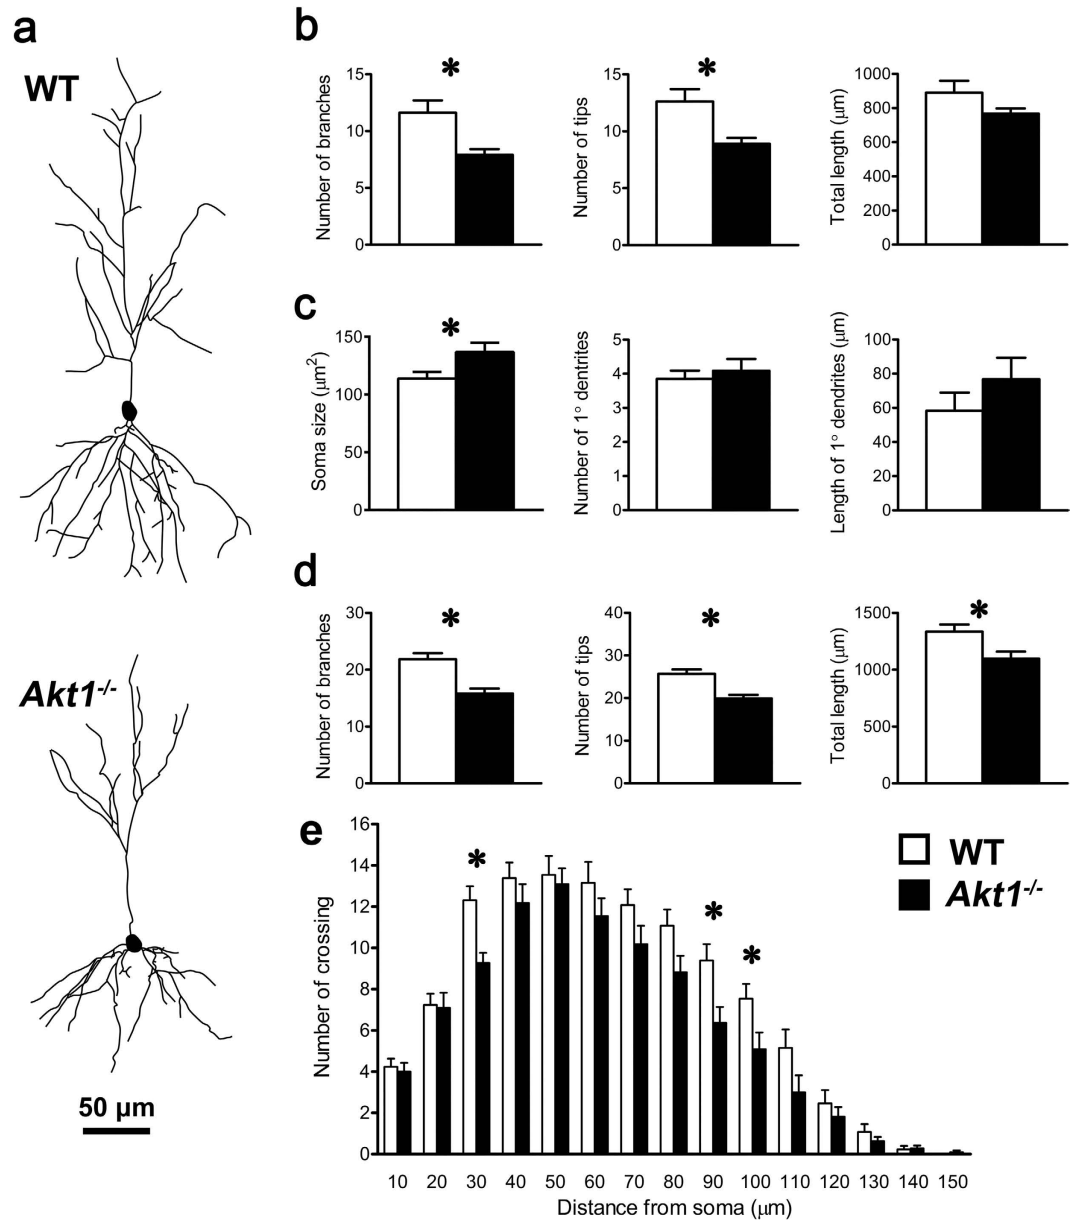 a
WT
Akt1-/-
50 µm
b
*
Number of branches
15
10
5
0
*
Number of tips
15
10
5
0
Total length (µm)
1000
800
600
400
200
0
c
*
Soma size (µm²)
150
100
50
0
Number of 1° dentrites
5
4
3
2
1
0
Length of 1° dendrites (µm)
100
80
60
40
20
0
d
*
Number of branches
30
20
10
0
*
Number of tips
40
30
20
10
0
*
Total length (µm)
1500
1000
500
0
e
Number of crossing
16
14
12
10
8
6
4
2
0
* * *
10 20 30 40 50 60 70 80 90 100 110 120 130 140 150
Distance from soma (µm)
WT
Akt1-/-